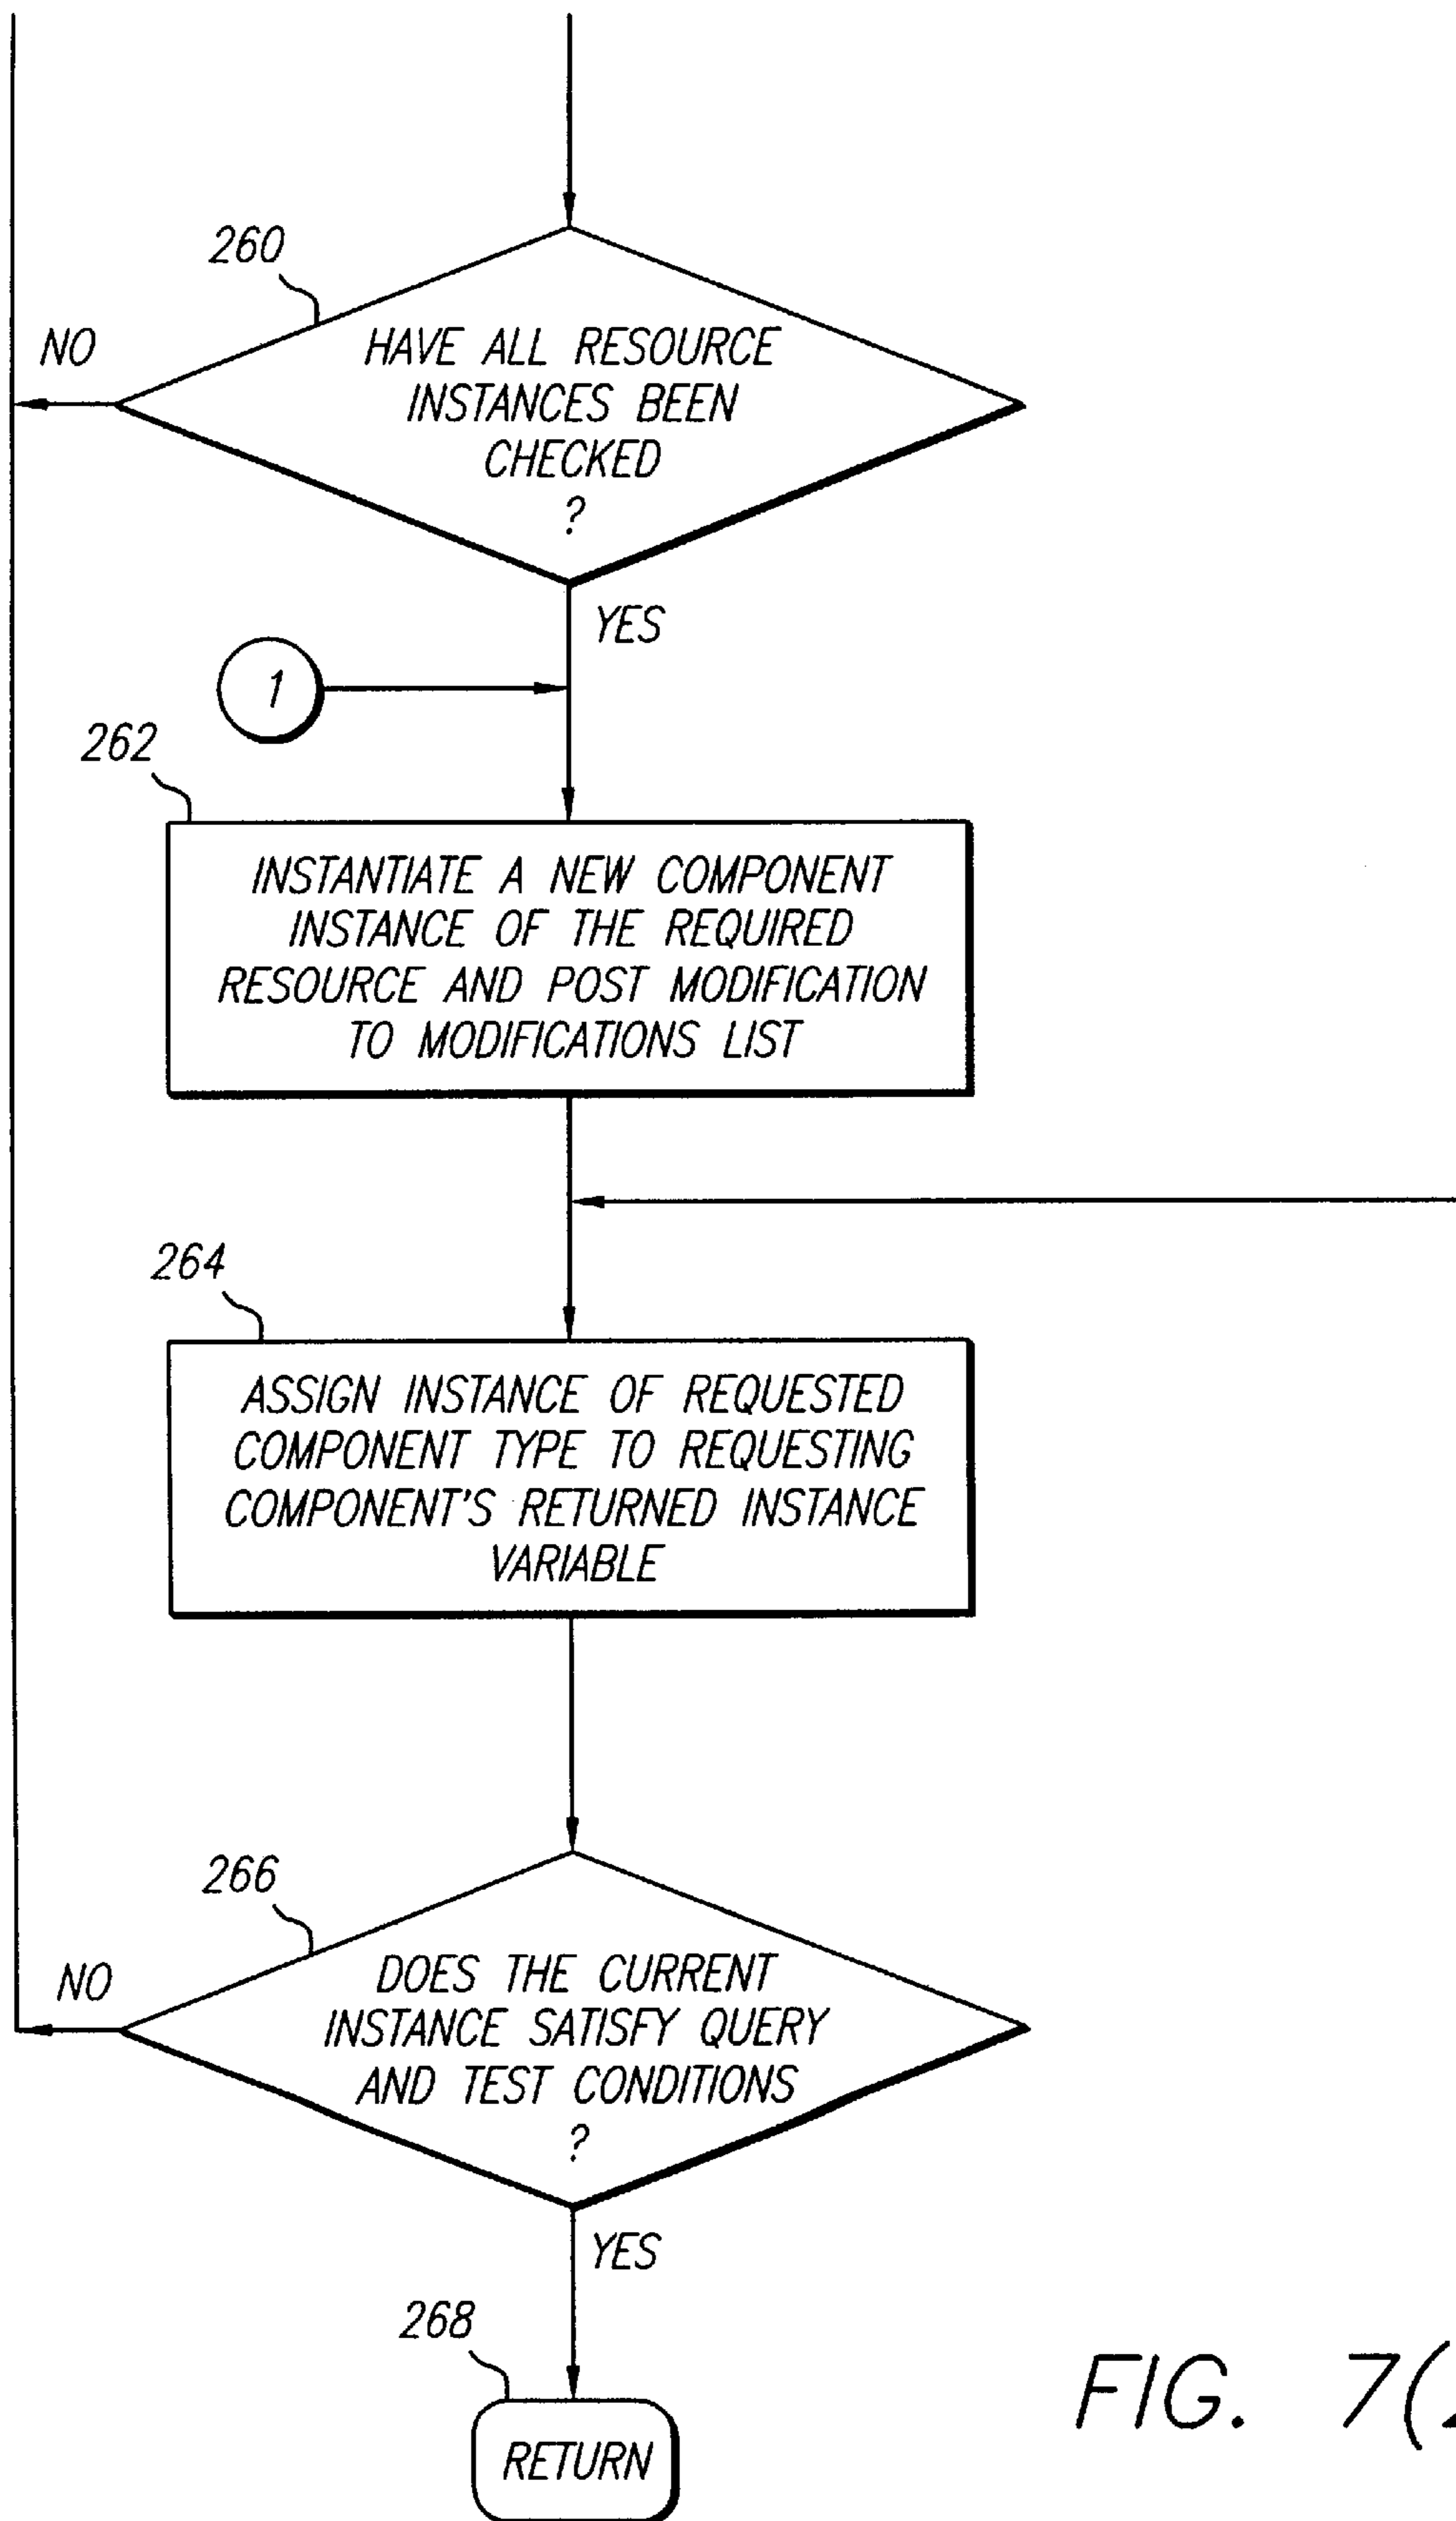 260
NO
HAVE ALL RESOURCE
INSTANCES BEEN
CHECKED
?
YES
1
262
INSTANTIATE A NEW COMPONENT
INSTANCE OF THE REQUIRED
RESOURCE AND POST MODIFICATION
TO MODIFICATIONS LIST
264
ASSIGN INSTANCE OF REQUESTED
COMPONENT TYPE TO REQUESTING
COMPONENT'S RETURNED INSTANCE
VARIABLE
266
NO
DOES THE CURRENT
INSTANCE SATISFY QUERY
AND TEST CONDITIONS
?
YES
268
RETURN
FIG. 7(